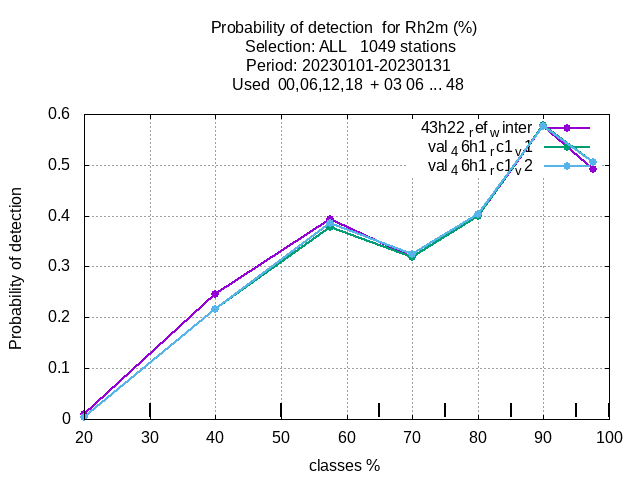 Probability of detection  for Rh2m (%)
Selection: ALL   1049 stations
Period: 20230101-20230131
Used  00,06,12,18  + 03 06 ... 48
43h22 ref winter
val 4 6h1 r c1 v 1
val 4 6h1 r c1 v 2
Probability of detection
0.6
0.5
0.4
0.3
0.2
0.1
0
20 30 40 50 60 70 80 90 100
classes %